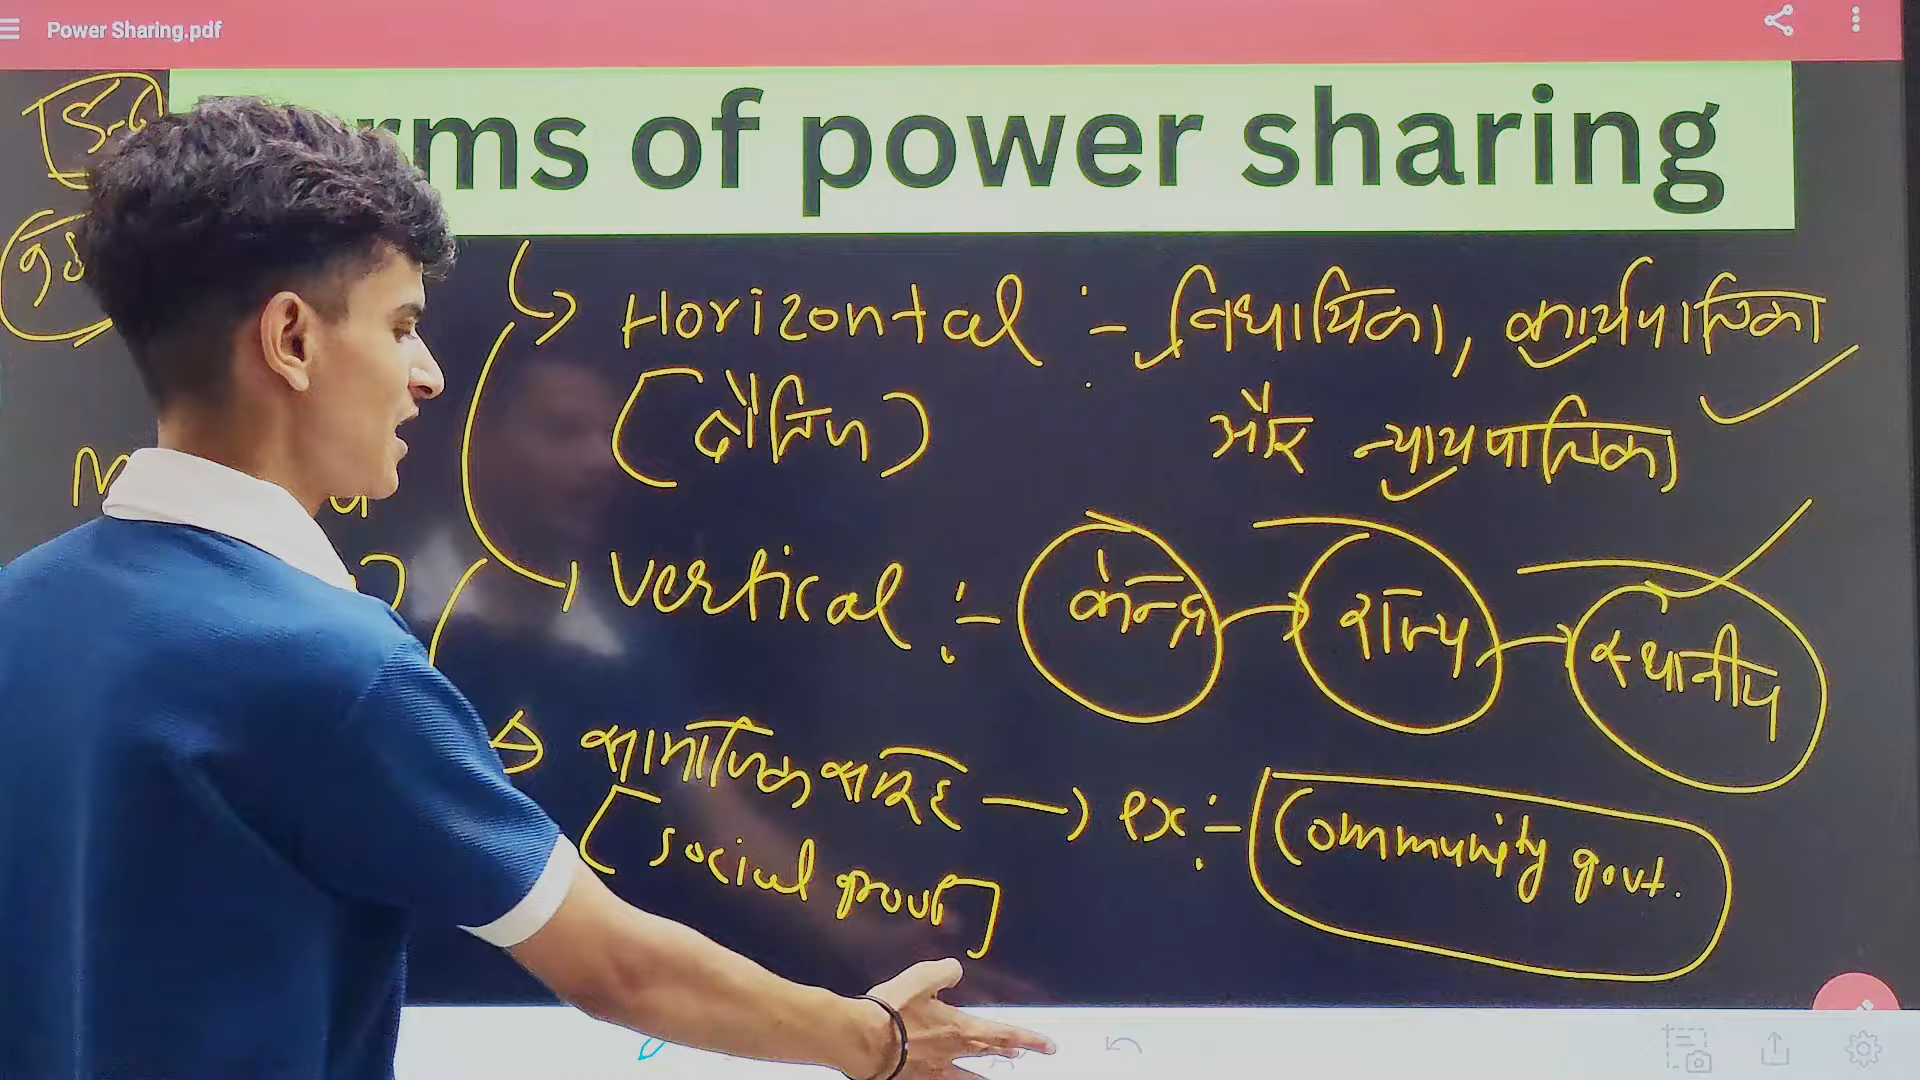 Power Sharing.pdf
rms of power sharing
Horizontal :- विधायिका, कार्यपालिका
और न्यायपालिका
Vertical :- केन्द्र राज्य स्थानीय
सामाजिक समूह → ex:- Community govt.
[social group]